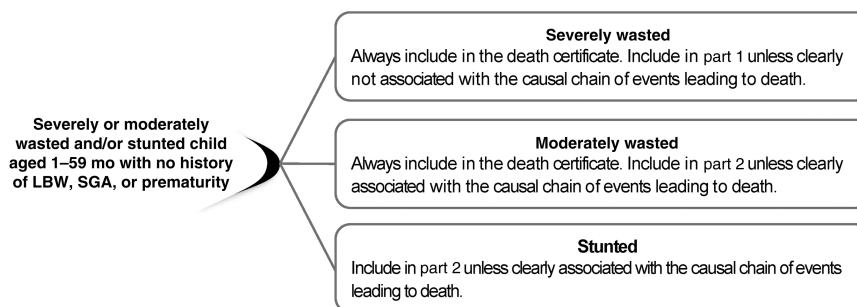 Severely or moderately
wasted and/or stunted child
aged 1–59 mo with no history
of LBW, SGA, or prematurity
Severely wasted
Always include in the death certificate. Include in part 1 unless clearly
not associated with the causal chain of events leading to death.
Moderately wasted
Always include in the death certificate. Include in part 2 unless clearly
associated with the causal chain of events leading to death.
Stunted
Include in part 2 unless clearly associated with the causal chain of events
leading to death.